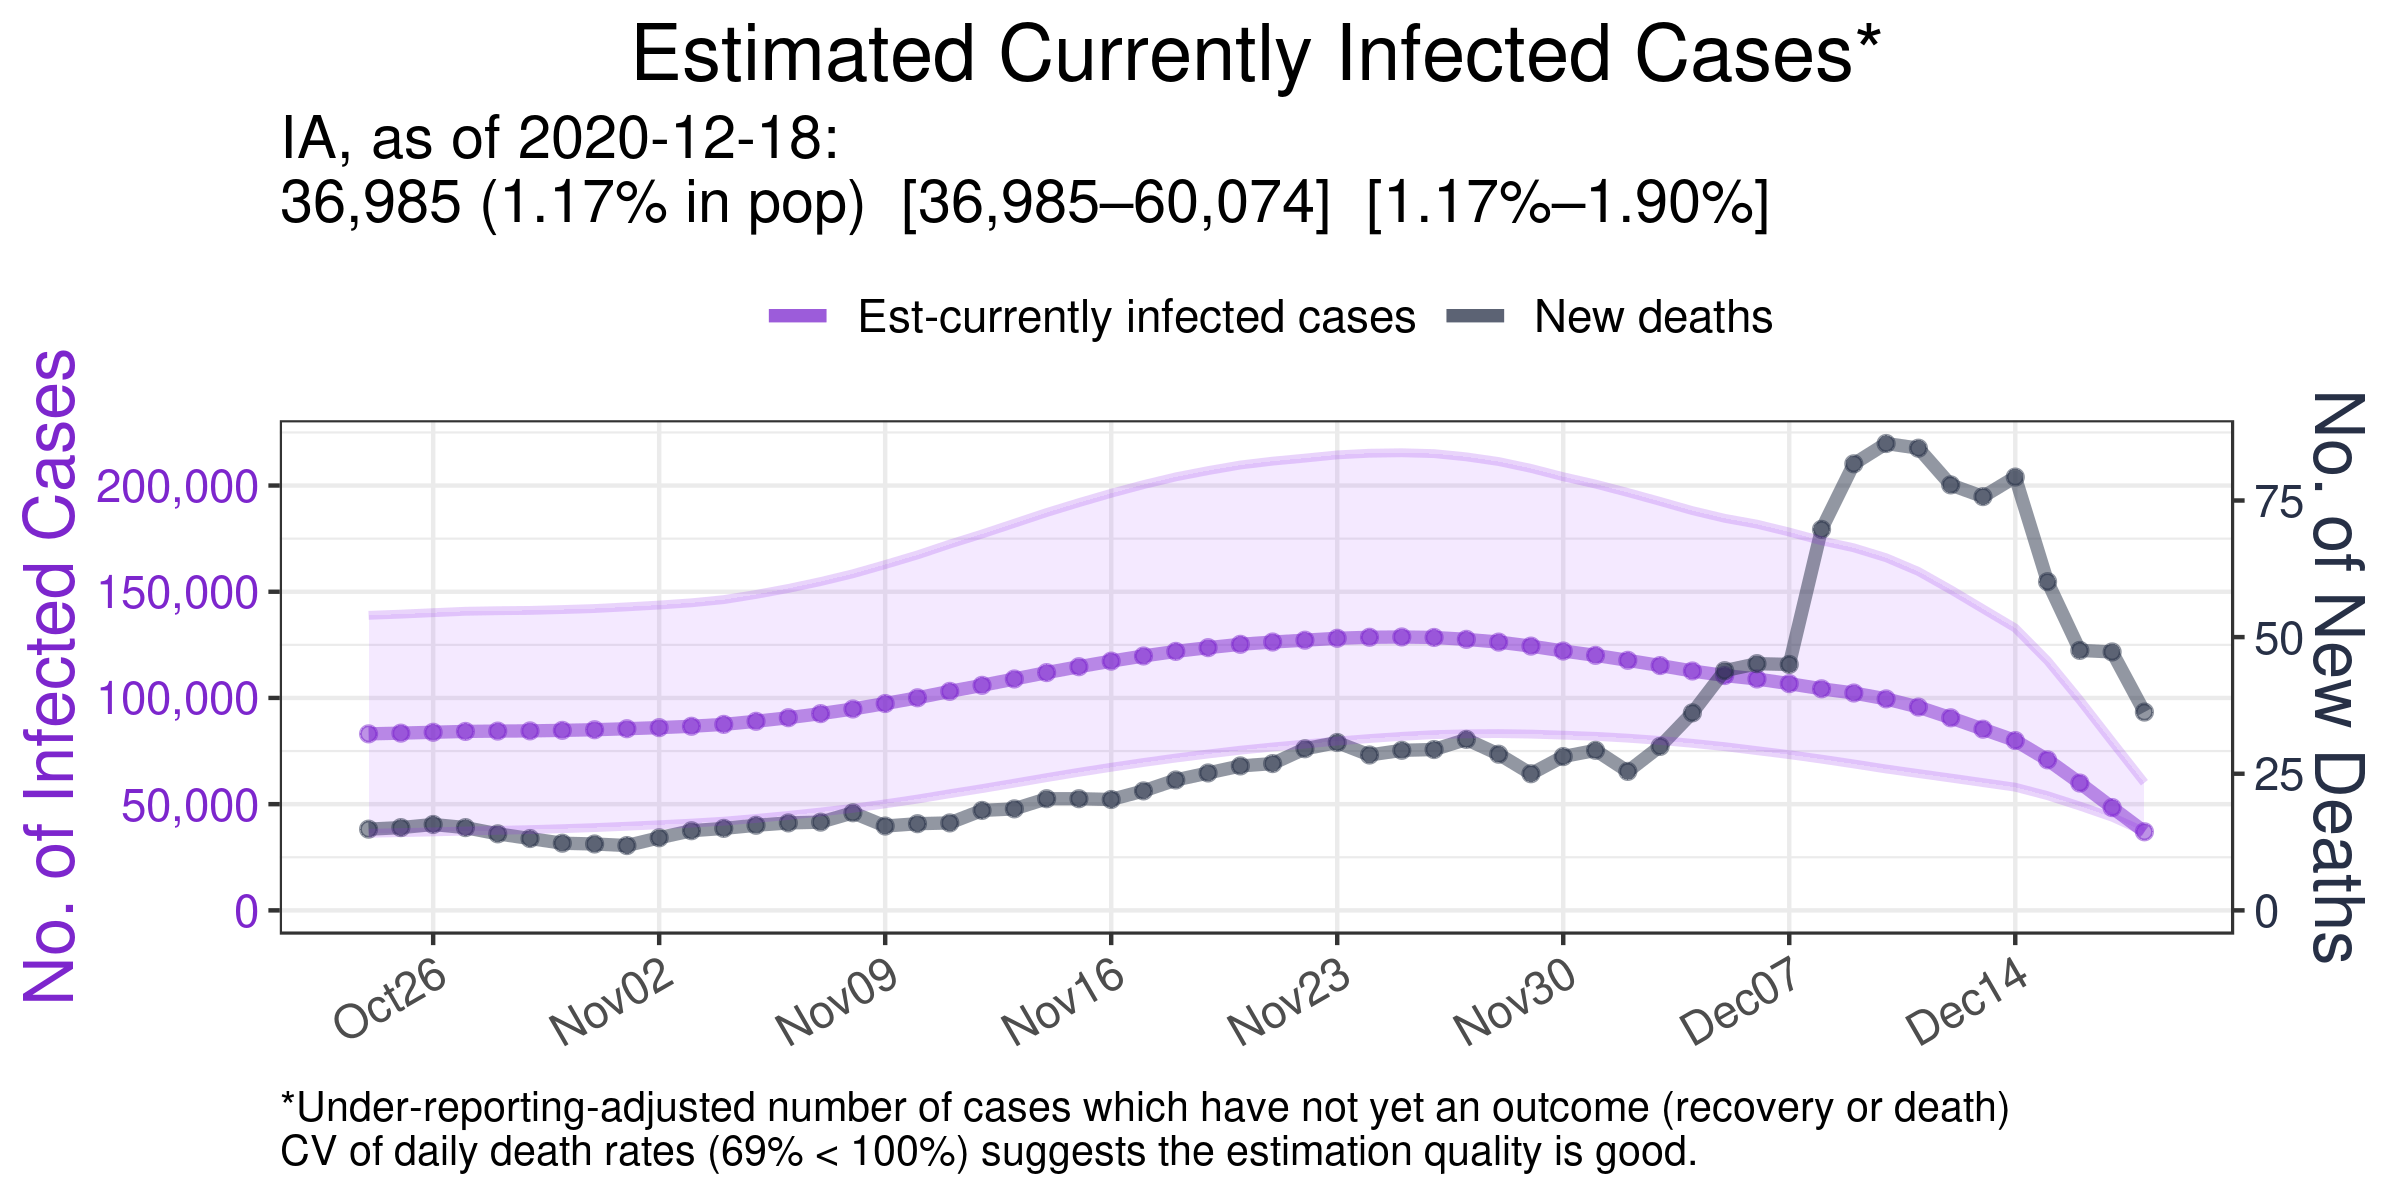 Estimated Currently Infected Cases*
IA, as of 2020-12-18:
36,985 (1.17% in pop)  [36,985–60,074]  [1.17%–1.90%]
Est-currently infected cases
New deaths
No. of Infected Cases
200,000
150,000
100,000
50,000
0
No. of New Deaths
75
50
25
0
Oct26
Nov02
Nov09
Nov16
Nov23
Nov30
Dec07
Dec14
*Under-reporting-adjusted number of cases which have not yet an outcome (recovery or death)
CV of daily death rates (69% < 100%) suggests the estimation quality is good.